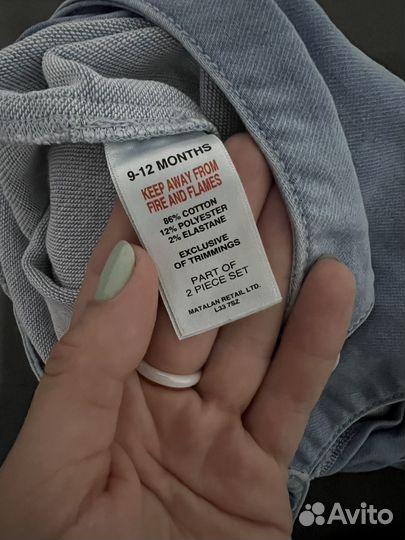 9-12 MONTHS
KEEP AWAY FROM
FIRE AND FLAMES
86% COTTON
12% POLYESTER
2% ELASTANE
EXCLUSIVE
OF TRIMMINGS
PART OF
2 PIECE SET
MATALAN RETAIL LTD.
L33 7SZ
Avito